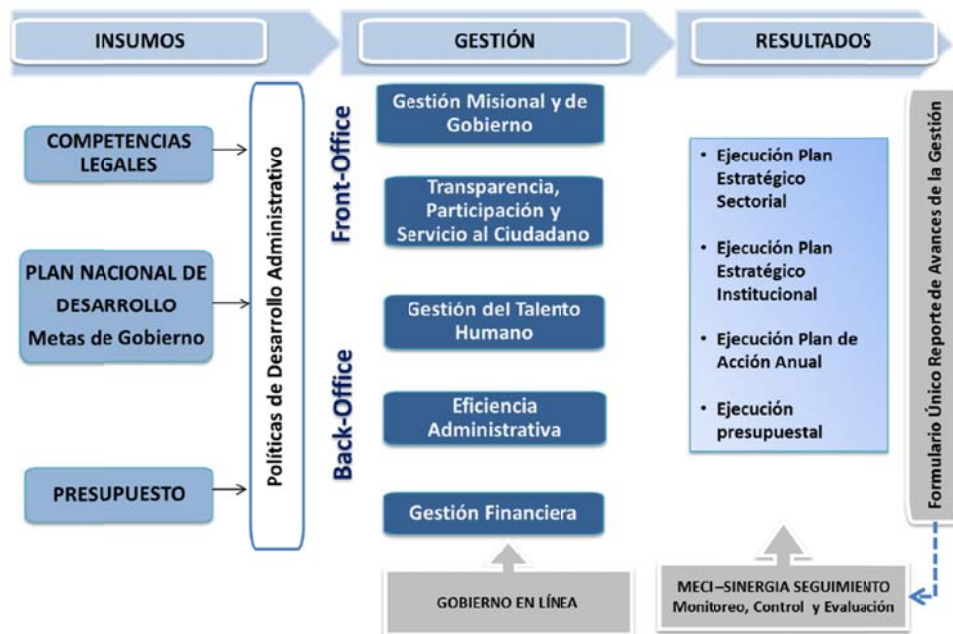 INSUMOS
GESTIÓN
RESULTADOS
COMPETENCIAS
LEGALES
PLAN NACIONAL DE
DESARROLLO
Metas de Gobierno
PRESUPUESTO
Políticas de Desarrollo Administrativo
Front-Office
Back-Office
Gestión Misional y de
Gobierno
Transparencia,
Participación y
Servicio al Ciudadano
Gestión del Talento
Humano
Eficiencia
Administrativa
Gestión Financiera
GOBIERNO EN LÍNEA
• Ejecución Plan
Estratégico
Sectorial
• Ejecución Plan
Estratégico
Institucional
• Ejecución Plan de
Acción Anual
• Ejecución
presupuestal
MECI–SINERGIA SEGUIMIENTO
Monitoreo, Control y Evaluación
Formulario Único Reporte de Avances de la Gestión